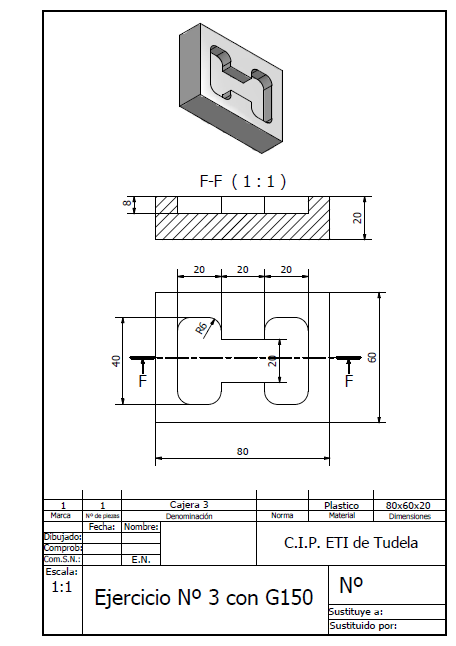 F-F ( 1 : 1 )
8
20
20 20 20
R6
40
20
60
F F
80
1 1 Cajera 3 Plastico 80x60x20
Marca Nº de piezas Denominación Norma Material Dimensiones
Fecha: Nombre:
Dibujado:
Comprob:
Com.S.N.: E.N.
C.I.P. ETI de Tudela
Escala:
1:1
Ejercicio Nº 3 con G150
Nº
Sustituye a:
Sustituido por: